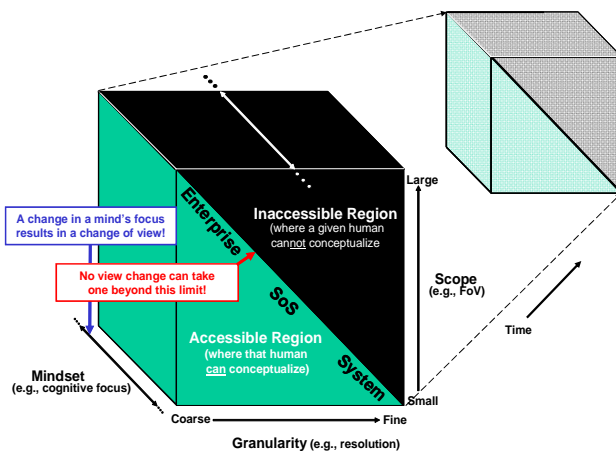 A change in a mind's focus
results in a change of view!
No view change can take
one beyond this limit!
Enterprise
SoS
System
Inaccessible Region
(where a given human
cannot conceptualize
Accessible Region
(where that human
can conceptualize)
Large
Scope
(e.g., FoV)
Small
Time
Mindset
(e.g., cognitive focus)
Coarse
Fine
Granularity (e.g., resolution)